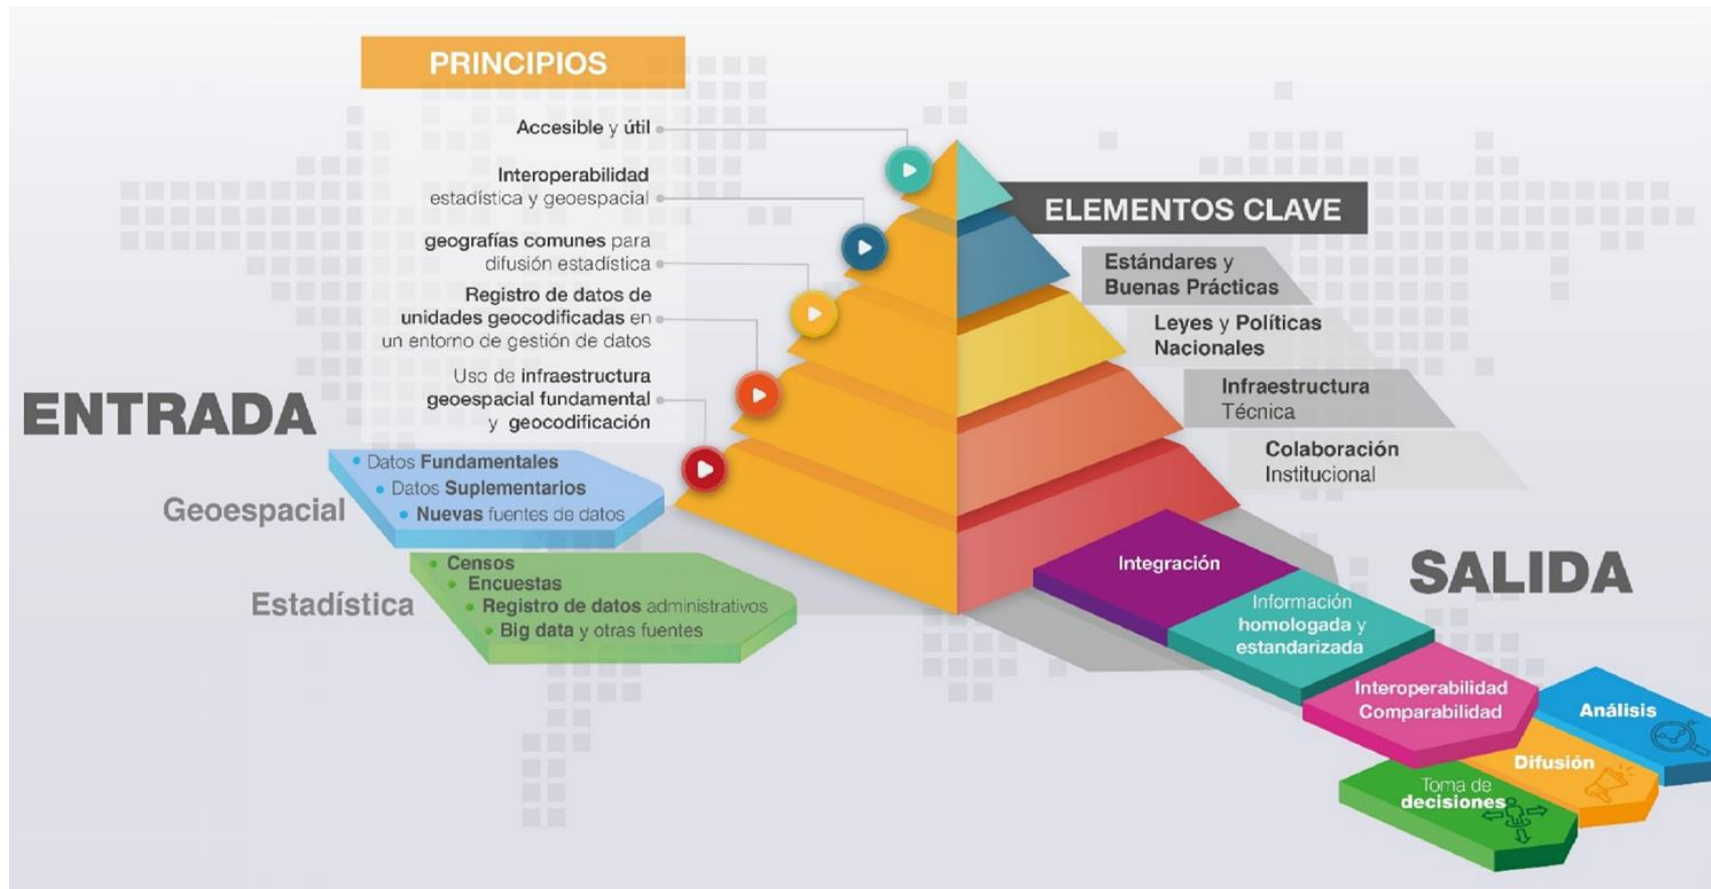 PRINCIPIOS
Accesible y útil
Interoperabilidad
estadística y geoespacial
geografías comunes para
difusión estadística
Registro de datos de
unidades geocodificadas en
un entorno de gestión de datos
Uso de infraestructura
geoespacial fundamental
y geocodificación
ELEMENTOS CLAVE
Estándares y
Buenas Prácticas
Leyes y Políticas
Nacionales
Infraestructura
Técnica
Colaboración
Institucional
ENTRADA
Geoespacial
• Datos Fundamentales
• Datos Suplementarios
• Nuevas fuentes de datos
Estadística
• Censos
• Encuestas
• Registro de datos administrativos
• Big data y otras fuentes
SALIDA
Integración
Información
homologada y
estandarizada
Interoperabilidad
Comparabilidad
Análisis
Difusión
Toma de
decisiones